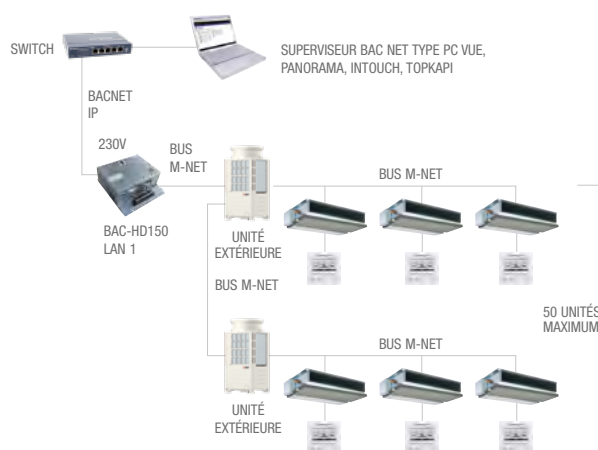 SWITCH
SUPERVISEUR BAC NET TYPE PC VUE,
PANORAMA, INTOUCH, TOPKAPI
BACNET
IP
230V
BUS
M-NET
BUS M-NET
BAC-HD150
LAN 1
UNITÉ
EXTÉRIEURE
BUS M-NET
50 UNITÉS
MAXIMUM
BUS M-NET
UNITÉ
EXTÉRIEURE